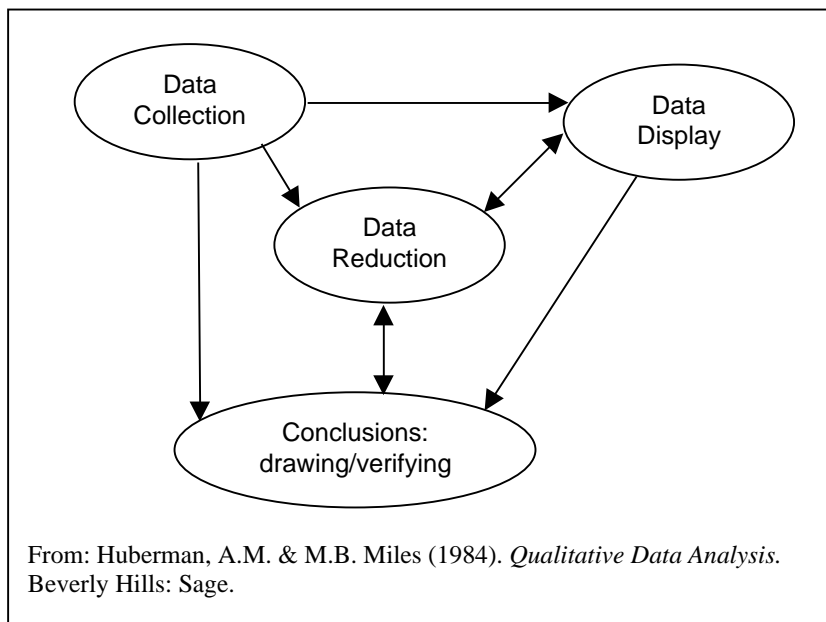 Data
Collection
Data
Display
Data
Reduction
Conclusions:
drawing/verifying
From: Huberman, A.M. & M.B. Miles (1984). Qualitative Data Analysis.
Beverly Hills: Sage.